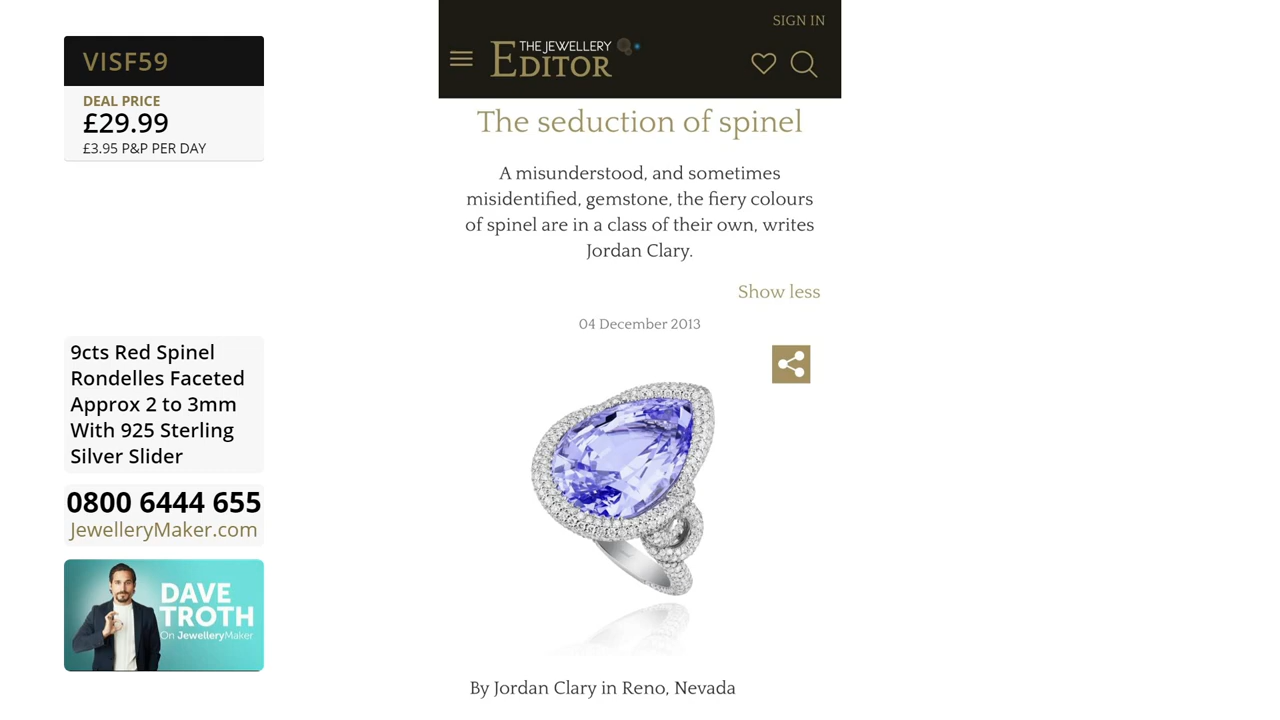 VISF59
DEAL PRICE
£29.99
£3.95 P&P PER DAY
9cts Red Spinel
Rondelles Faceted
Approx 2 to 3mm
With 925 Sterling
Silver Slider
0800 6444 655
JewelleryMaker.com
DAVE
TROTH
On JewelleryMaker
SIGN IN
THE JEWELLERY
EDITOR
The seduction of spinel
A misunderstood, and sometimes
misidentified, gemstone, the fiery colours
of spinel are in a class of their own, writes
Jordan Clary.
Show less
04 December 2013
By Jordan Clary in Reno, Nevada